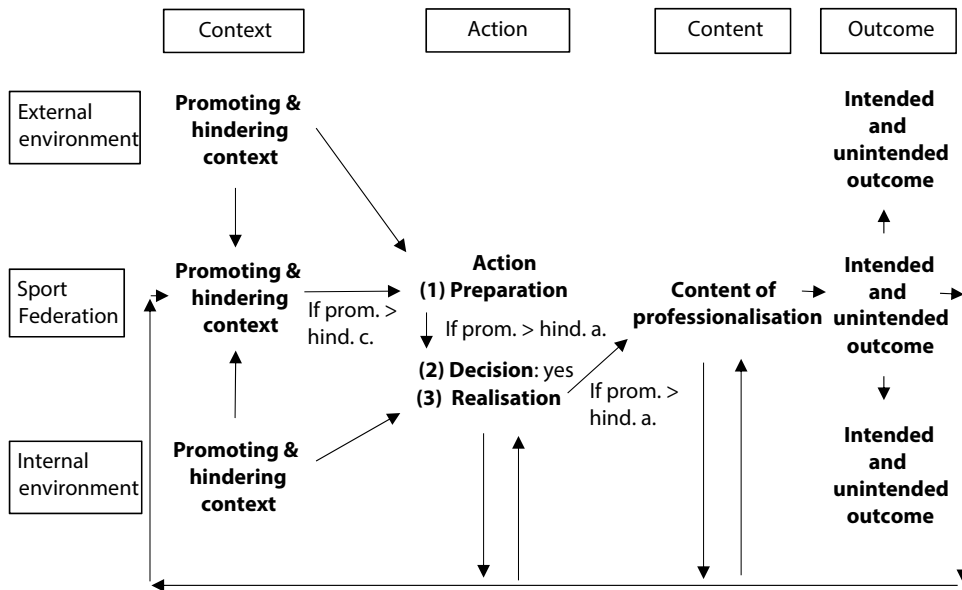 Context
Action
Content
Outcome
External
environment
Promoting &
hindering
context
Intended
and
unintended
outcome
Sport
Federation
Promoting &
hindering
context
If prom. >
hind. c.
Action
(1) Preparation
If prom. > hind. a.
(2) Decision: yes
(3) Realisation
If prom. >
hind. a.
Content of
professionalisation
Intended
and
unintended
outcome
Internal
environment
Promoting &
hindering
context
Intended
and
unintended
outcome